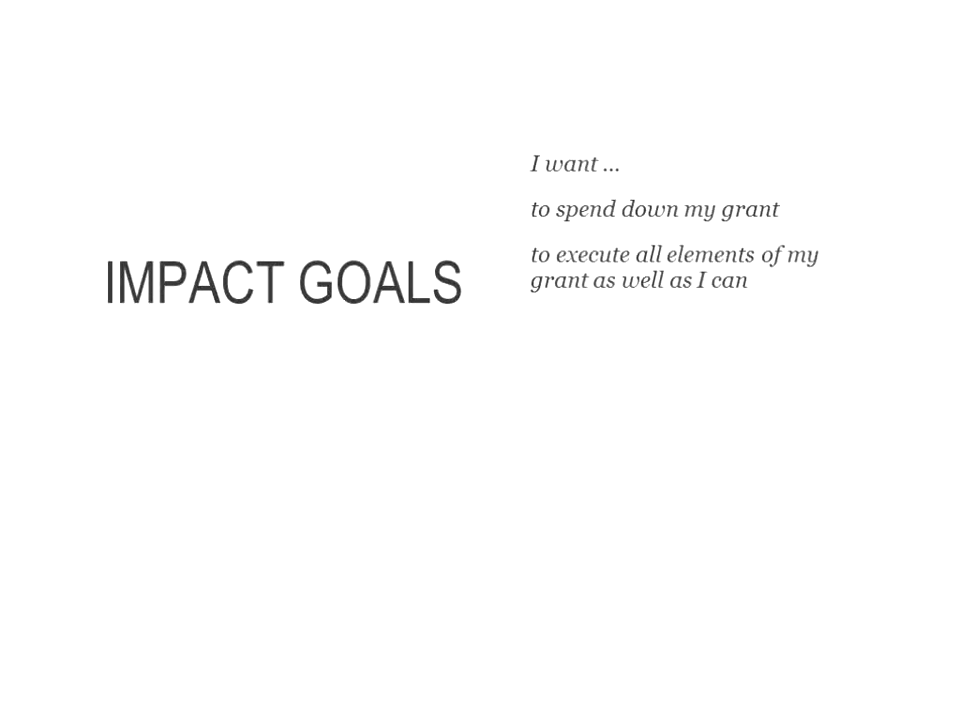 IMPACT GOALS
I want ...
to spend down my grant
to execute all elements of my
grant as well as I can